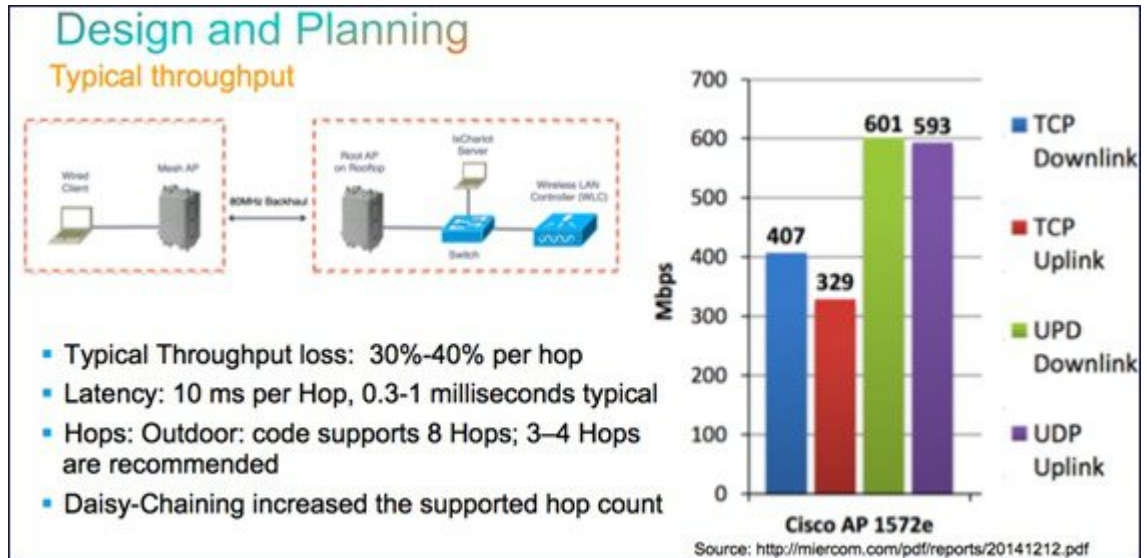 Design and Planning
Typical throughput
Wired
Client
Mesh AP
80MHz Backhaul
Root AP
on Rooftop
IxChariot
Server
Switch
Wireless LAN
Controller (WLC)
▪ Typical Throughput loss: 30%-40% per hop
▪ Latency: 10 ms per Hop, 0.3-1 milliseconds typical
▪ Hops: Outdoor: code supports 8 Hops; 3–4 Hops
are recommended
▪ Daisy-Chaining increased the supported hop count
700
600
500
400
300
200
100
0
Mbps
407
329
601
593
Cisco AP 1572e
TCP
Downlink
TCP
Uplink
UPD
Downlink
UDP
Uplink
Source: http://miercom.com/pdf/reports/20141212.pdf